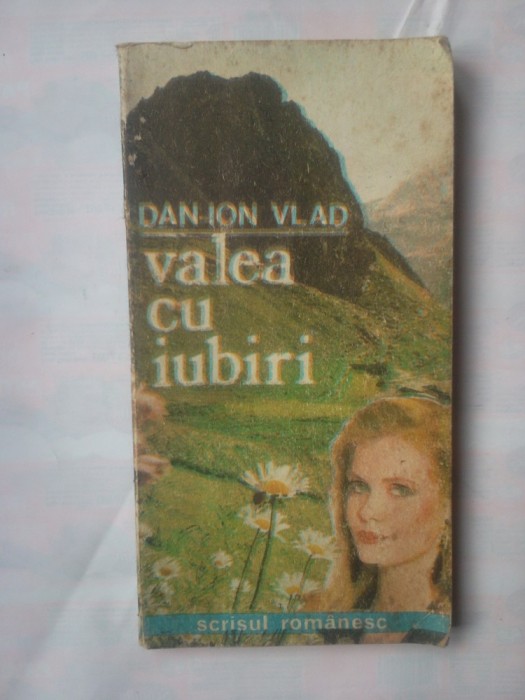 DAN-ION VLAD
valea
cu
iubiri
scrisul românesc